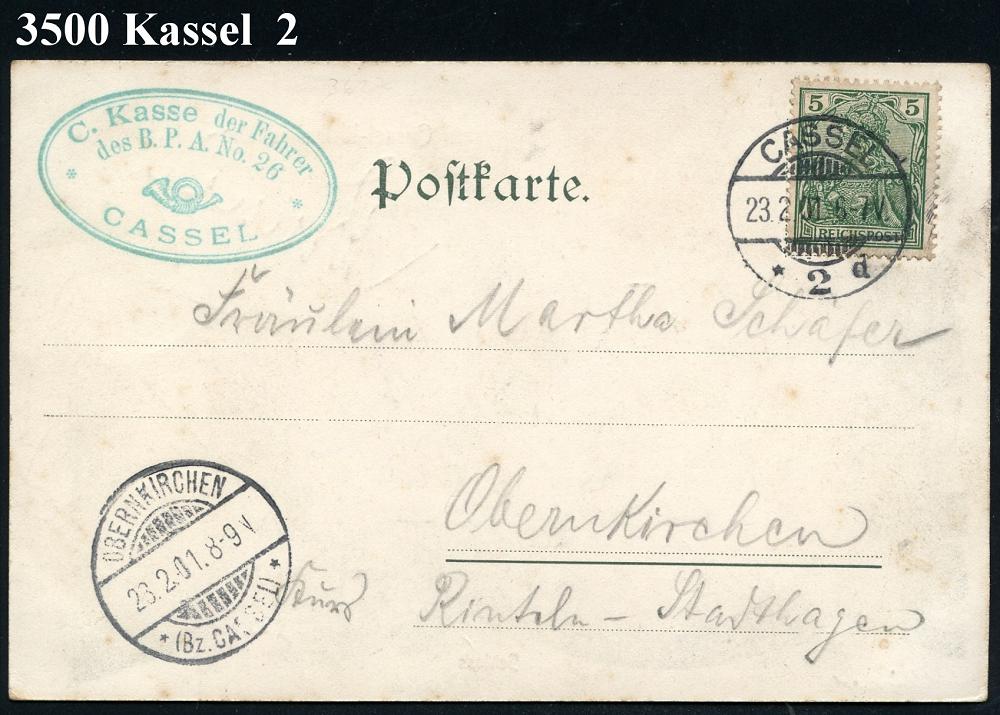 3500 Kassel 2
C. Kasse der Fahrer
des B. P. A. No. 26
CASSEL
Poſtkarte.
5 5
REICHSPOST
CASSEL
23.2.01. 6-7V.
* 2 d
Fräulein Martha Schäfer
Obernkirchen
Kurs Rinteln - Stadthagen
OBERNKIRCHEN
23.2.01. 8-9V
* (Bz. CASSEL) *